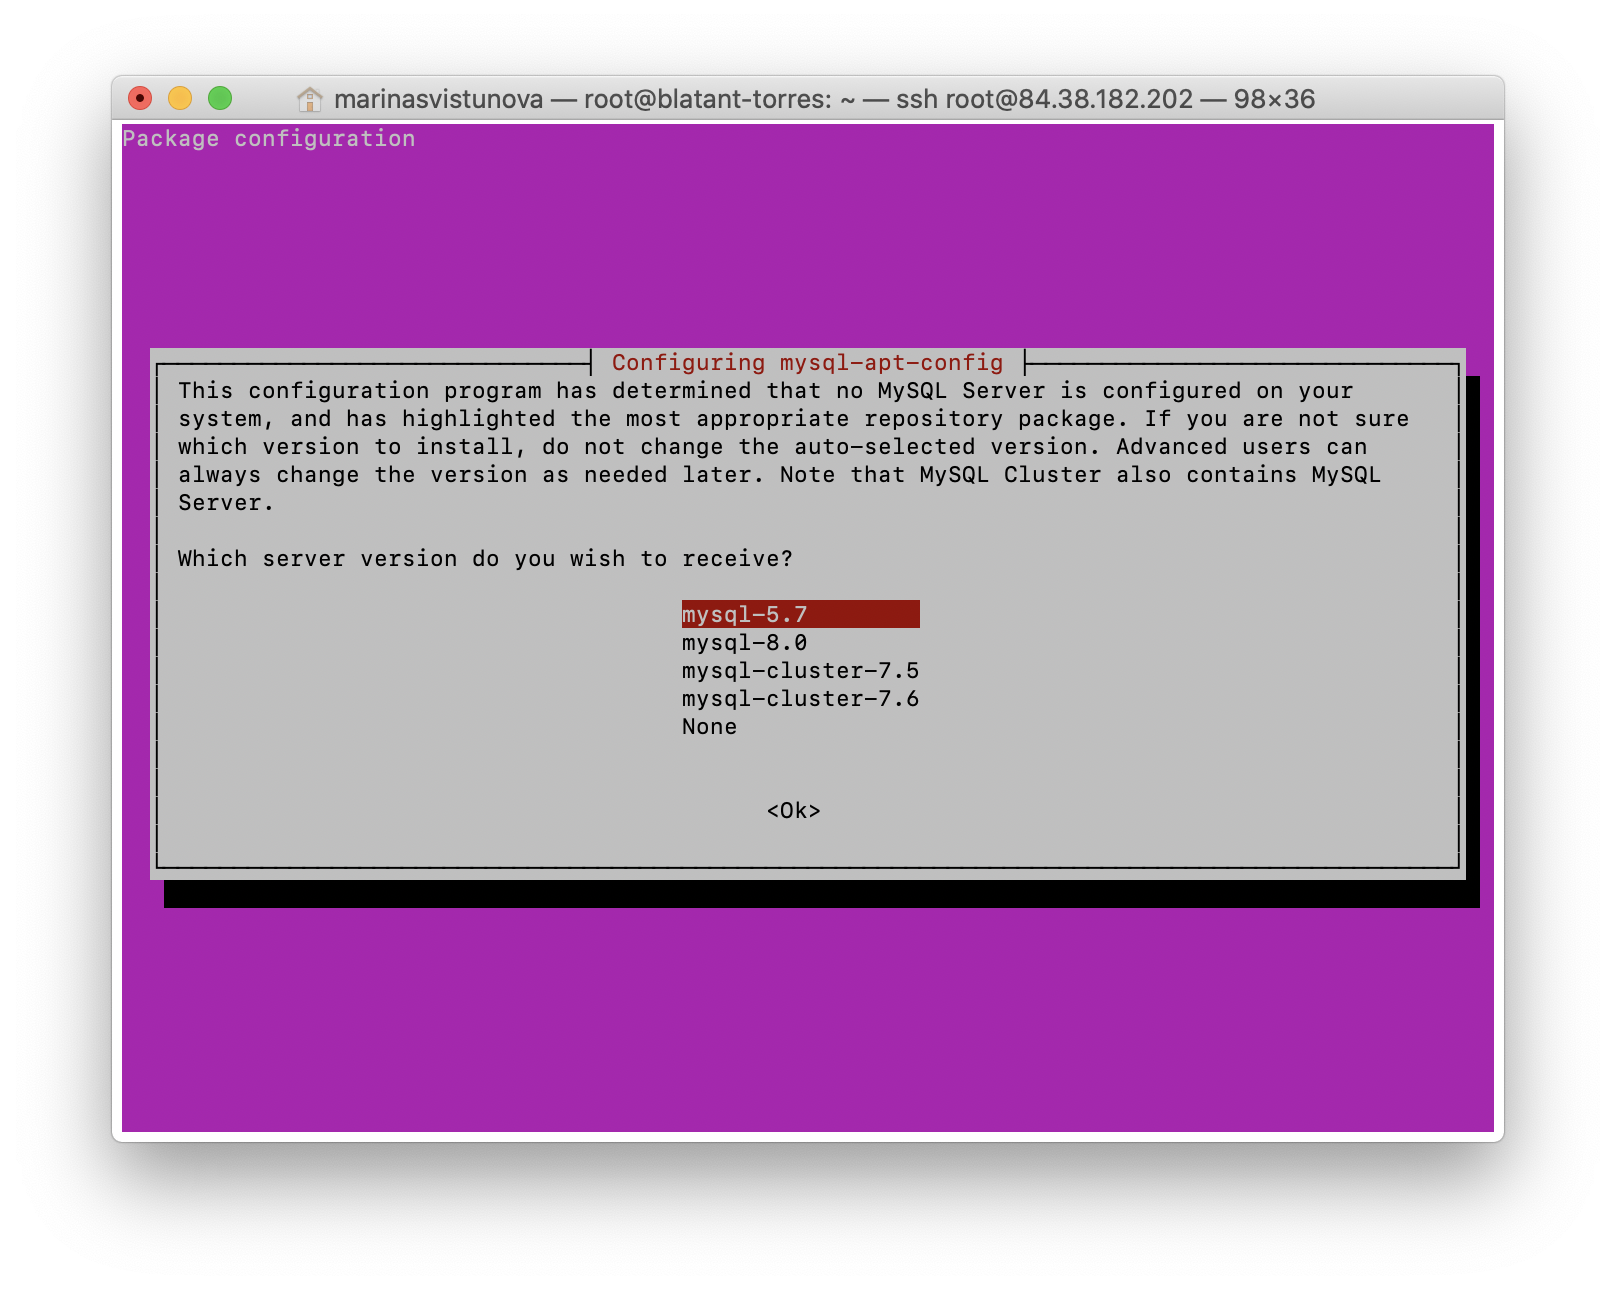 marinasvistunova — root@blatant-torres: ~ — ssh root@84.38.182.202 — 98×36
Package configuration
Configuring mysql-apt-config
This configuration program has determined that no MySQL Server is configured on your
system, and has highlighted the most appropriate repository package. If you are not sure
which version to install, do not change the auto-selected version. Advanced users can
always change the version as needed later. Note that MySQL Cluster also contains MySQL
Server.
Which server version do you wish to receive?
mysql-5.7
mysql-8.0
mysql-cluster-7.5
mysql-cluster-7.6
None
<Ok>